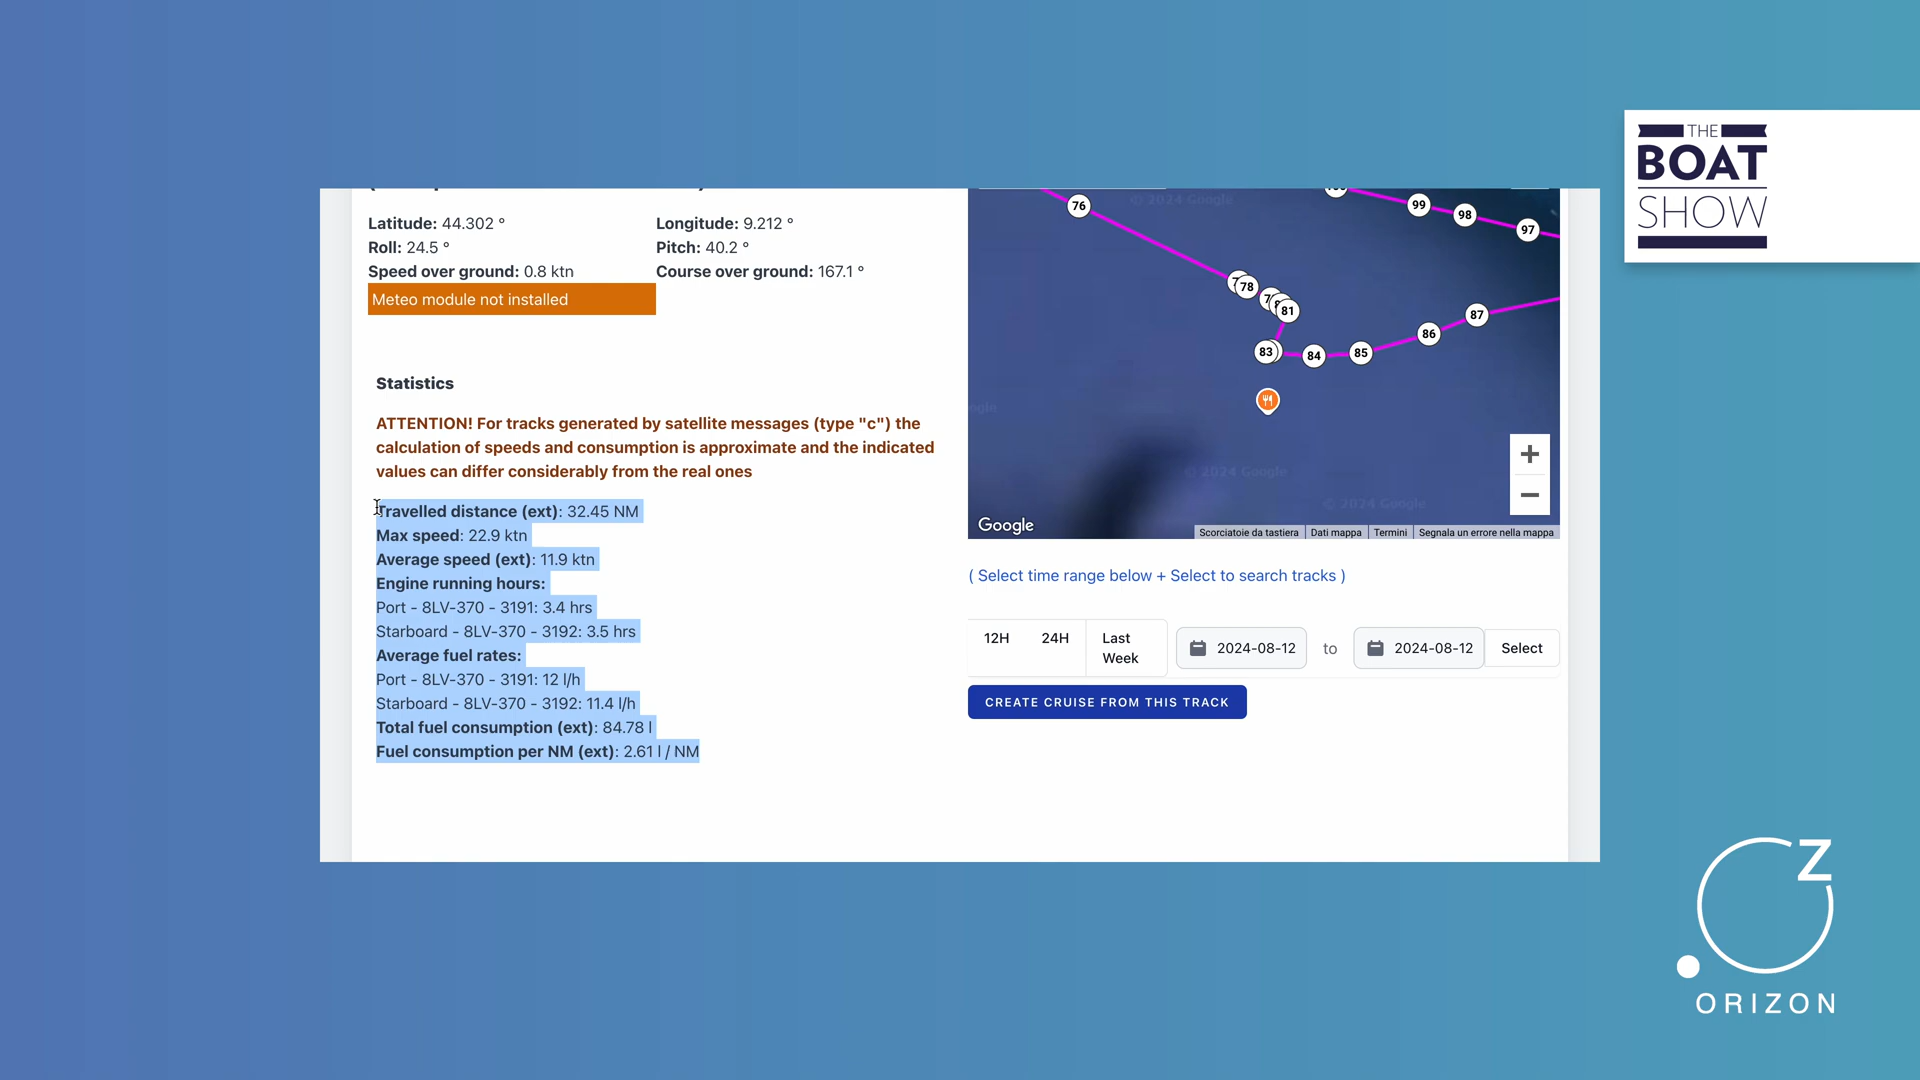 Latitude: 44.302 °
Longitude: 9.212 °
Roll: 24.5 °
Pitch: 40.2 °
Speed over ground: 0.8 ktn
Course over ground: 167.1 °
Meteo module not installed
Statistics
ATTENTION! For tracks generated by satellite messages (type "c") the
calculation of speeds and consumption is approximate and the indicated
values can differ considerably from the real ones
Travelled distance (ext): 32.45 NM
Max speed: 22.9 ktn
Average speed (ext): 11.9 ktn
Engine running hours:
Port - 8LV-370 - 3191: 3.4 hrs
Starboard - 8LV-370 - 3192: 3.5 hrs
Average fuel rates:
Port - 8LV-370 - 3191: 12 l/h
Starboard - 8LV-370 - 3192: 11.4 l/h
Total fuel consumption (ext): 84.78 l
Fuel consumption per NM (ext): 2.61 l / NM
© 2024 Google
76
99
98
97
78
81
83
84
85
86
87
© 2024 Google
© 2024 Google
+
−
Google
Scorciatoie da tastiera
Dati mappa
Termini
Segnala un errore nella mappa
( Select time range below + Select to search tracks )
12H
24H
Last
Week
2024-08-12
to
2024-08-12
Select
CREATE CRUISE FROM THIS TRACK
THE
BOAT
SHOW
Z
ORIZON